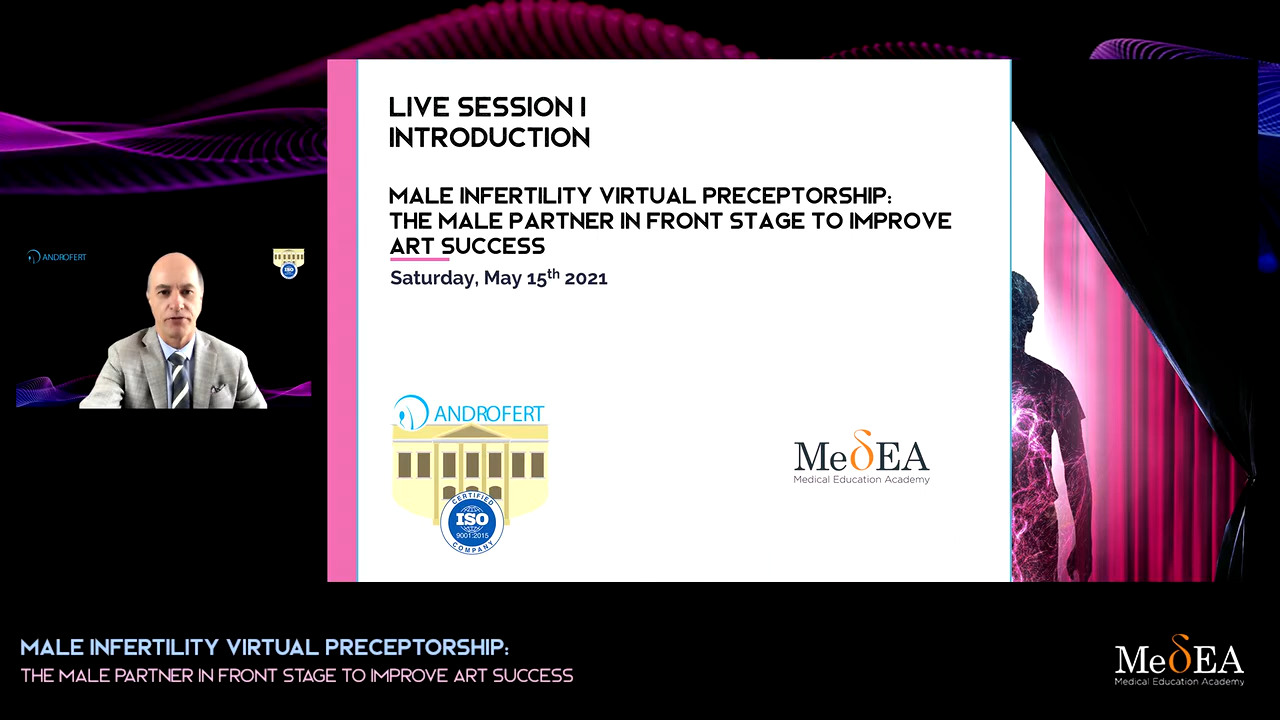 LIVE SESSION I
INTRODUCTION
MALE INFERTILITY VIRTUAL PRECEPTORSHIP:
THE MALE PARTNER IN FRONT STAGE TO IMPROVE
ART SUCCESS
Saturday, May 15th 2021
ANDROFERT
ANDROFERT
CERTIFIED
ISO
9001:2015
COMPANY
MeδEA
Medical Education Academy
MALE INFERTILITY VIRTUAL PRECEPTORSHIP:
THE MALE PARTNER IN FRONT STAGE TO IMPROVE ART SUCCESS
MeδEA
Medical Education Academy